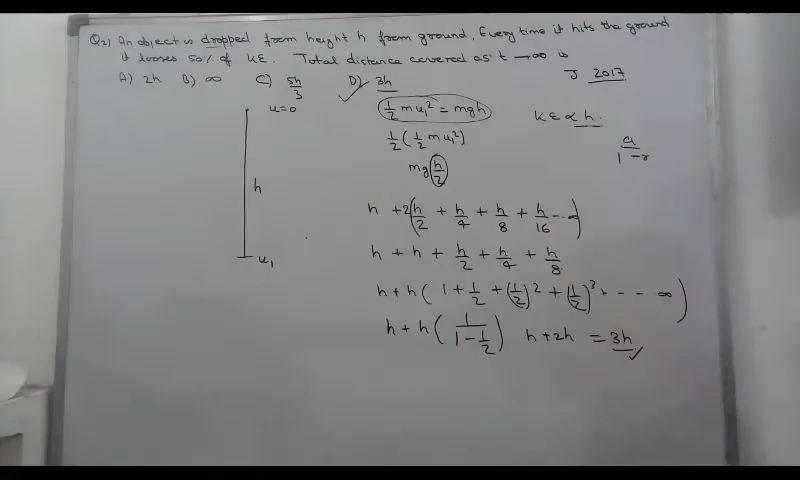 Q2) An object is dropped from height h from ground, Every time it hits the ground
it looses 50% of KE. Total distance covered as t → ∞ is
J 2017
A) 2h B) ∞ C) 5h/3 D) 3h
u=0
1/2 m u₁² = mgh
KE ∝ h.
1/2 (1/2 m u₁²)
a/1-r
mg h/2
h
h + 2(h/2 + h/4 + h/8 + h/16 -- ∞)
h + h + h/2 + h/4 + h/8
u₁
h + h ( 1 + 1/2 + (1/2)² + (1/2)³ + - - - ∞ )
h + h ( 1/1-1/2 ) h + 2h = 3h